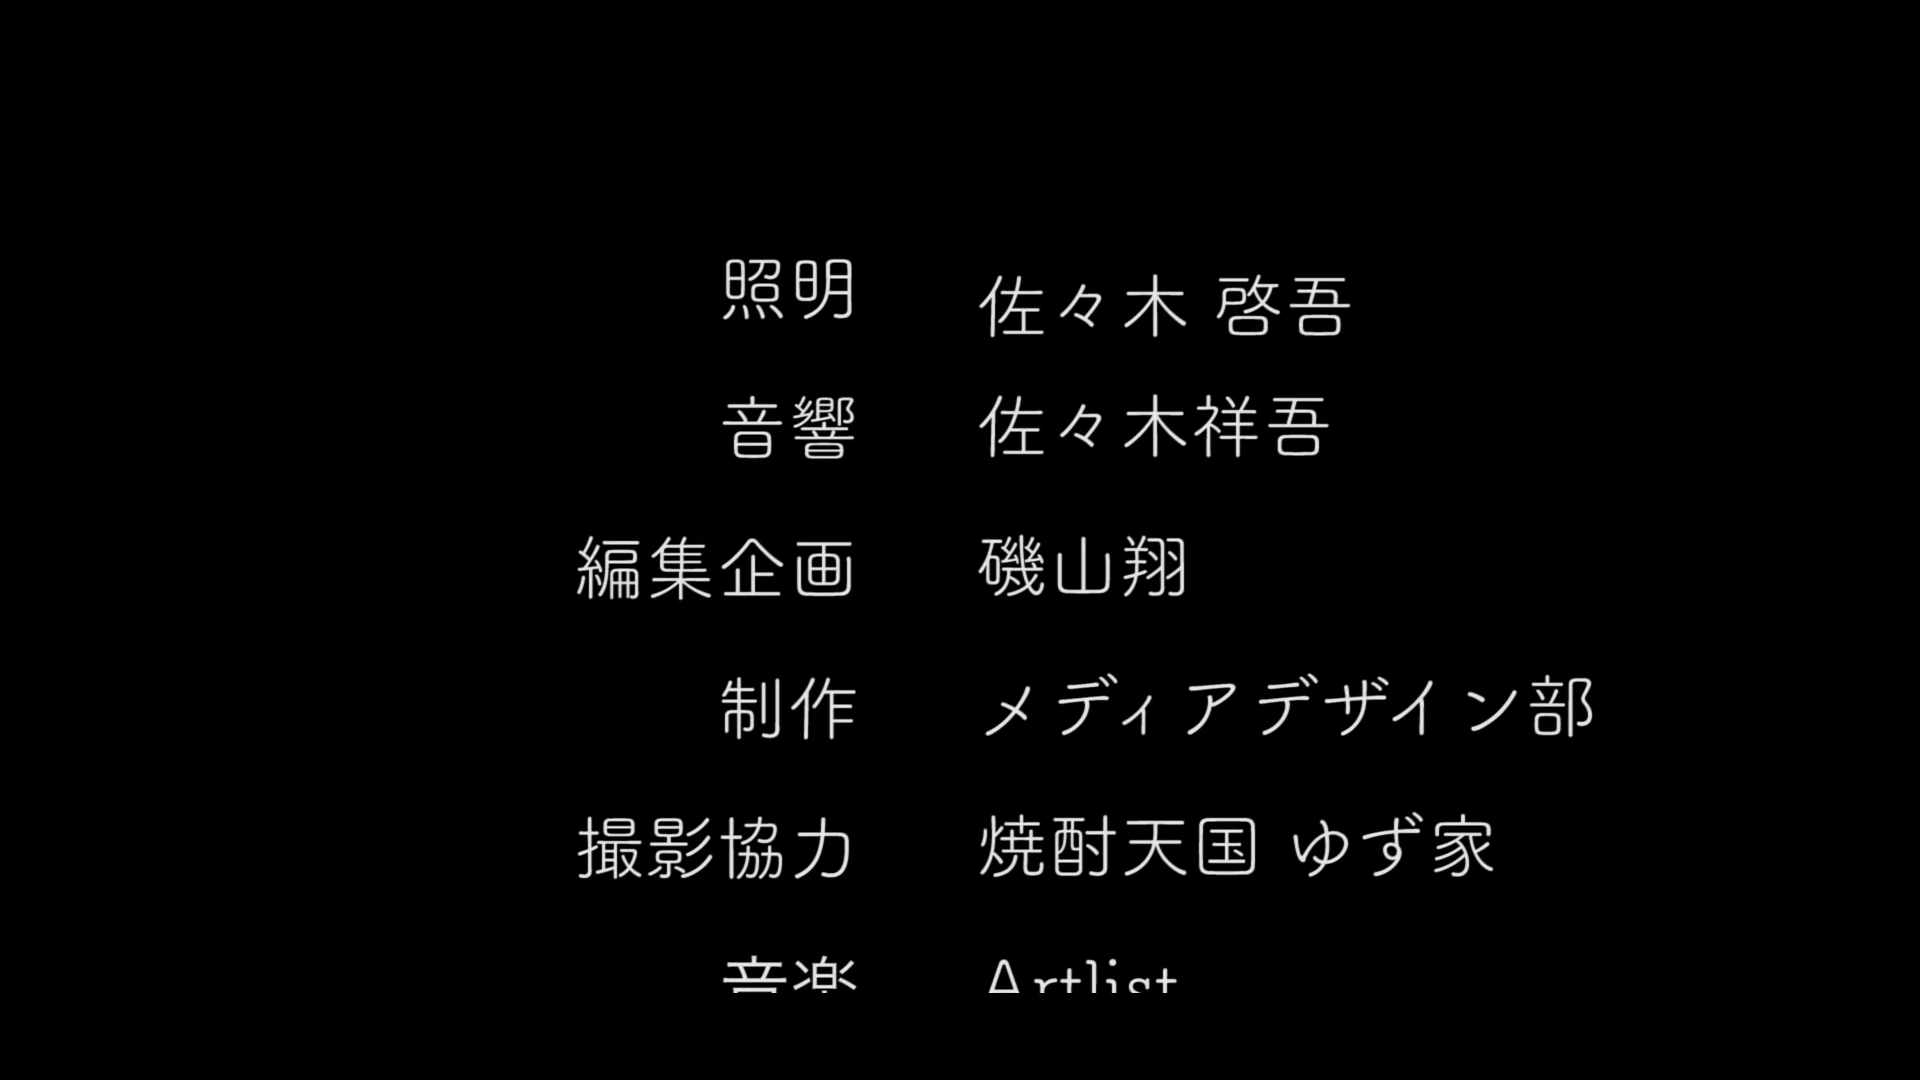 照明 佐々木 啓吾
音響 佐々木祥吾
編集企画 磯山翔
制作 メディアデザイン部
撮影協力 焼酎天国 ゆず家
音楽 Artlist